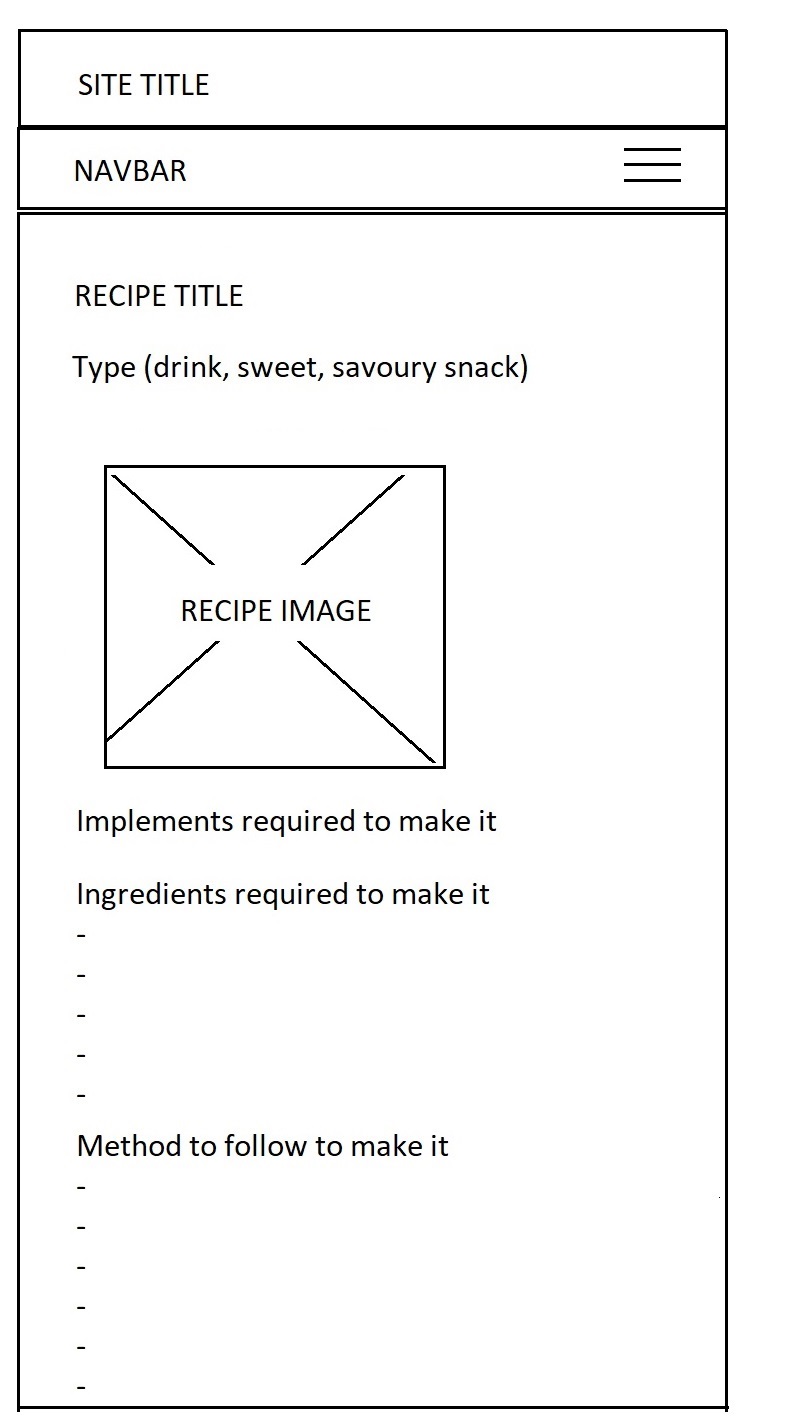 SITE TITLE
NAVBAR
RECIPE TITLE
Type (drink, sweet, savoury snack)
RECIPE IMAGE
Implements required to make it
Ingredients required to make it
-
-
-
-
-
Method to follow to make it
-
-
-
-
-
-